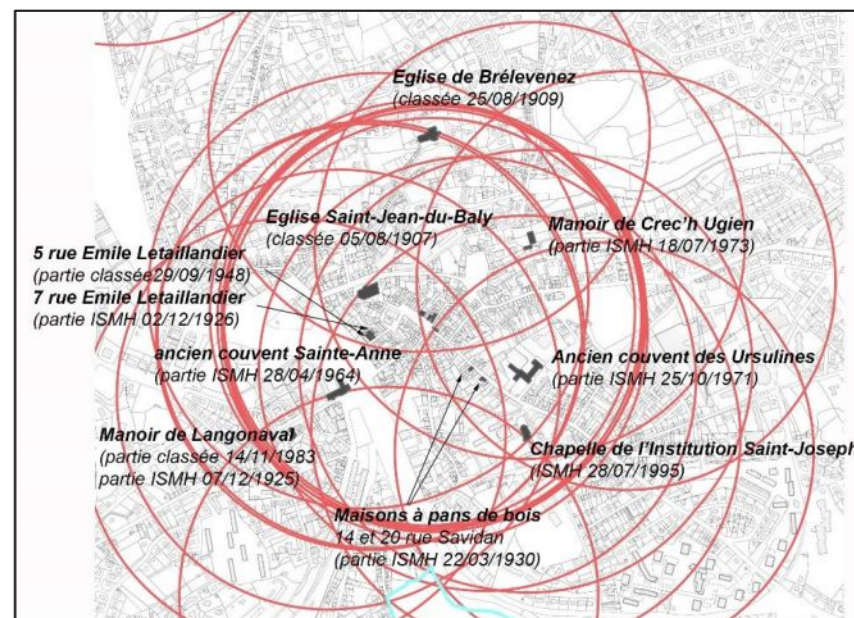 Eglise de Brélevenez
(classée 25/08/1909)
Eglise Saint-Jean-du-Baly
(classée 05/08/1907)
Manoir de Crec'h Ugien
(partie ISMH 18/07/1973)
5 rue Emile Letaillandier
(partie classée29/09/1948)
7 rue Emile Letaillandier
(partie ISMH 02/12/1926)
ancien couvent Sainte-Anne
(partie ISMH 28/04/1964)
Ancien couvent des Ursulines
(partie ISMH 25/10/1971)
Manoir de Langonaval
(partie classée 14/11/1983
partie ISMH 07/12/1925)
Chapelle de l'Institution Saint-Joseph
(ISMH 28/07/1995)
Maisons à pans de bois
14 et 20 rue Savidan
(partie ISMH 22/03/1930)